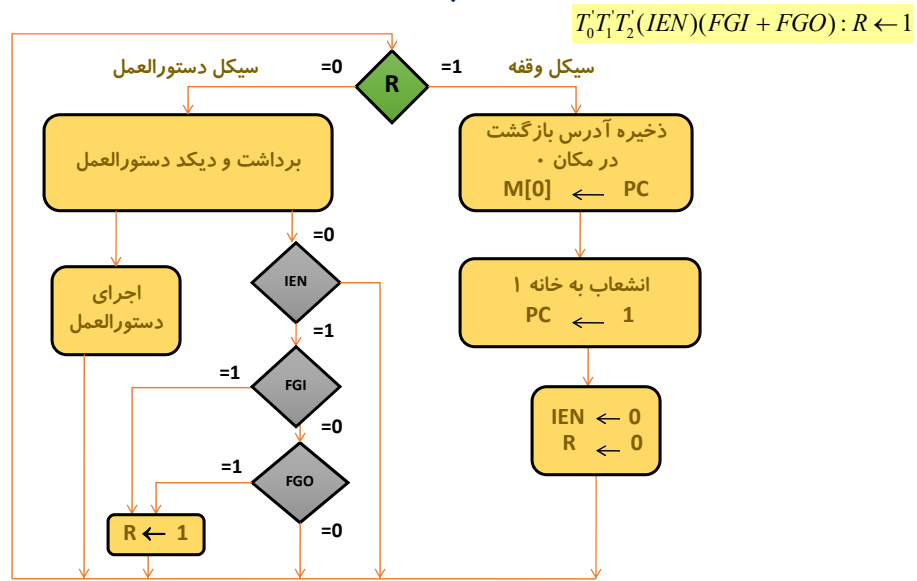 T'₀T'₁T'₂(IEN)(FGI + FGO) : R ← 1
سیکل دستورالعمل
=0
R
=1
سیکل وقفه
برداشت و دیکد دستورالعمل
ذخیره آدرس بازگشت
در مکان ۰
M[0] ← PC
=0
IEN
اجرای
دستورالعمل
انشعاب به خانه ۱
PC ← 1
=1
=1
FGI
=0
IEN ← 0
R ← 0
=1
FGO
=0
R ← 1